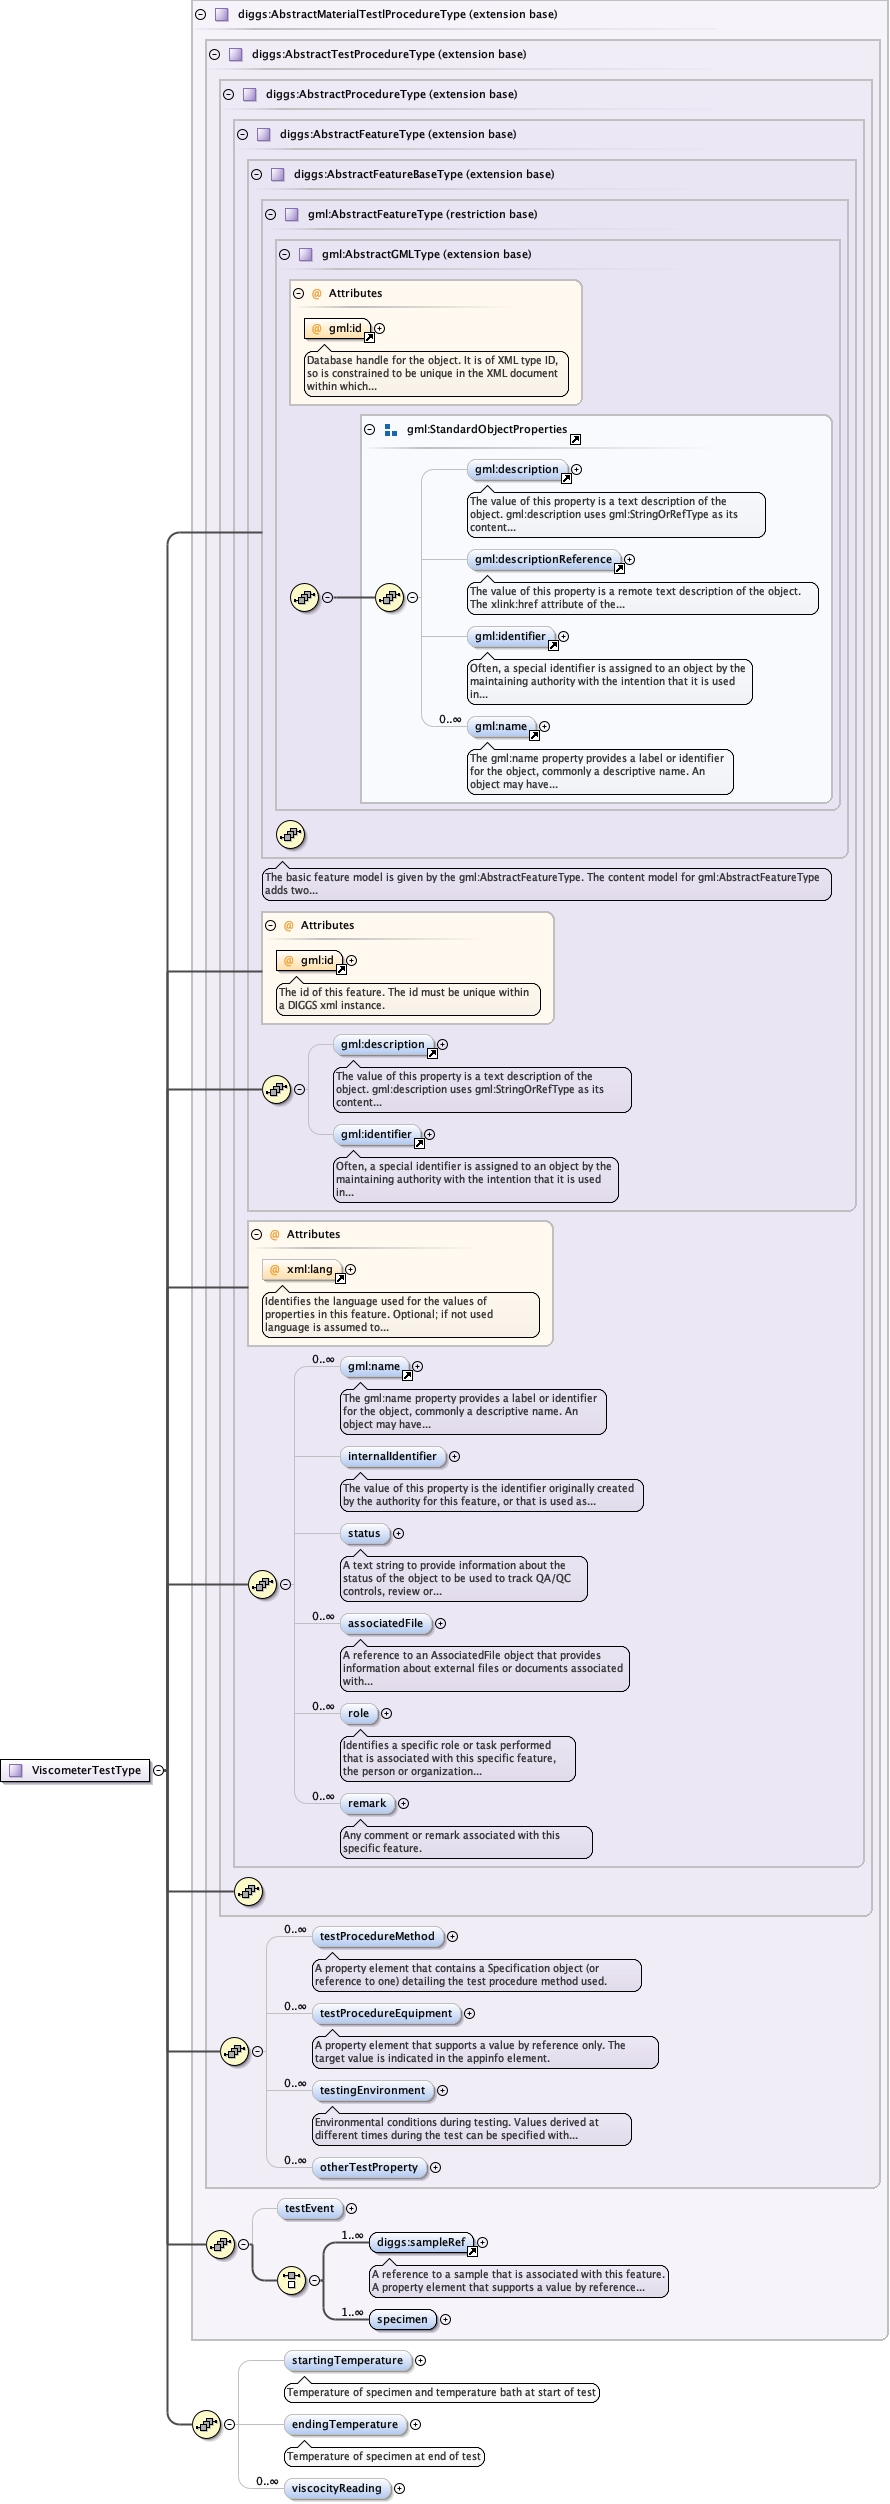 diggs:AbstractMaterialTestlProcedureType (extension base)
diggs:AbstractTestProcedureType (extension base)
diggs:AbstractProcedureType (extension base)
diggs:AbstractFeatureType (extension base)
diggs:AbstractFeatureBaseType (extension base)
gml:AbstractFeatureType (restriction base)
gml:AbstractGMLType (extension base)
@ Attributes
@ gml:id
Database handle for the object. It is of XML type ID,
so is constrained to be unique in the XML document
within which...
gml:StandardObjectProperties
gml:description
The value of this property is a text description of the
object. gml:description uses gml:StringOrRefType as its
content...
gml:descriptionReference
The value of this property is a remote text description of the object.
The xlink:href attribute of the...
gml:identifier
Often, a special identifier is assigned to an object by the
maintaining authority with the intention that it is used
in...
0..∞
gml:name
The gml:name property provides a label or identifier
for the object, commonly a descriptive name. An
object may have...
The basic feature model is given by the gml:AbstractFeatureType. The content model for gml:AbstractFeatureType
adds two...
@ Attributes
@ gml:id
The id of this feature. The id must be unique within
a DIGGS xml instance.
gml:description
The value of this property is a text description of the
object. gml:description uses gml:StringOrRefType as its
content...
gml:identifier
Often, a special identifier is assigned to an object by the
maintaining authority with the intention that it is used
in...
@ Attributes
@ xml:lang
Identifies the language used for the values of
properties in this feature. Optional; if not used
language is assumed to...
0..∞
gml:name
The gml:name property provides a label or identifier
for the object, commonly a descriptive name. An
object may have...
internalIdentifier
The value of this property is the identifier originally created
by the authority for this feature, or that is used as...
status
A text string to provide information about the
status of the object to be used to track QA/QC
controls, review or...
0..∞
associatedFile
A reference to an AssociatedFile object that provides
information about external files or documents associated
with...
0..∞
role
Identifies a specific role or task performed
that is associated with this specific feature,
the person or organization...
ViscometerTestType
0..∞
remark
Any comment or remark associated with this
specific feature.
0..∞
testProcedureMethod
A property element that contains a Specification object (or
reference to one) detailing the test procedure method used.
0..∞
testProcedureEquipment
A property element that supports a value by reference only. The
target value is indicated in the appinfo element.
0..∞
testingEnvironment
Environmental conditions during testing. Values derived at
different times during the test can be specified with...
0..∞
otherTestProperty
testEvent
1..∞
diggs:sampleRef
A reference to a sample that is associated with this feature.
A property element that supports a value by reference...
1..∞
specimen
startingTemperature
Temperature of specimen and temperature bath at start of test
endingTemperature
Temperature of specimen at end of test
0..∞
viscocityReading